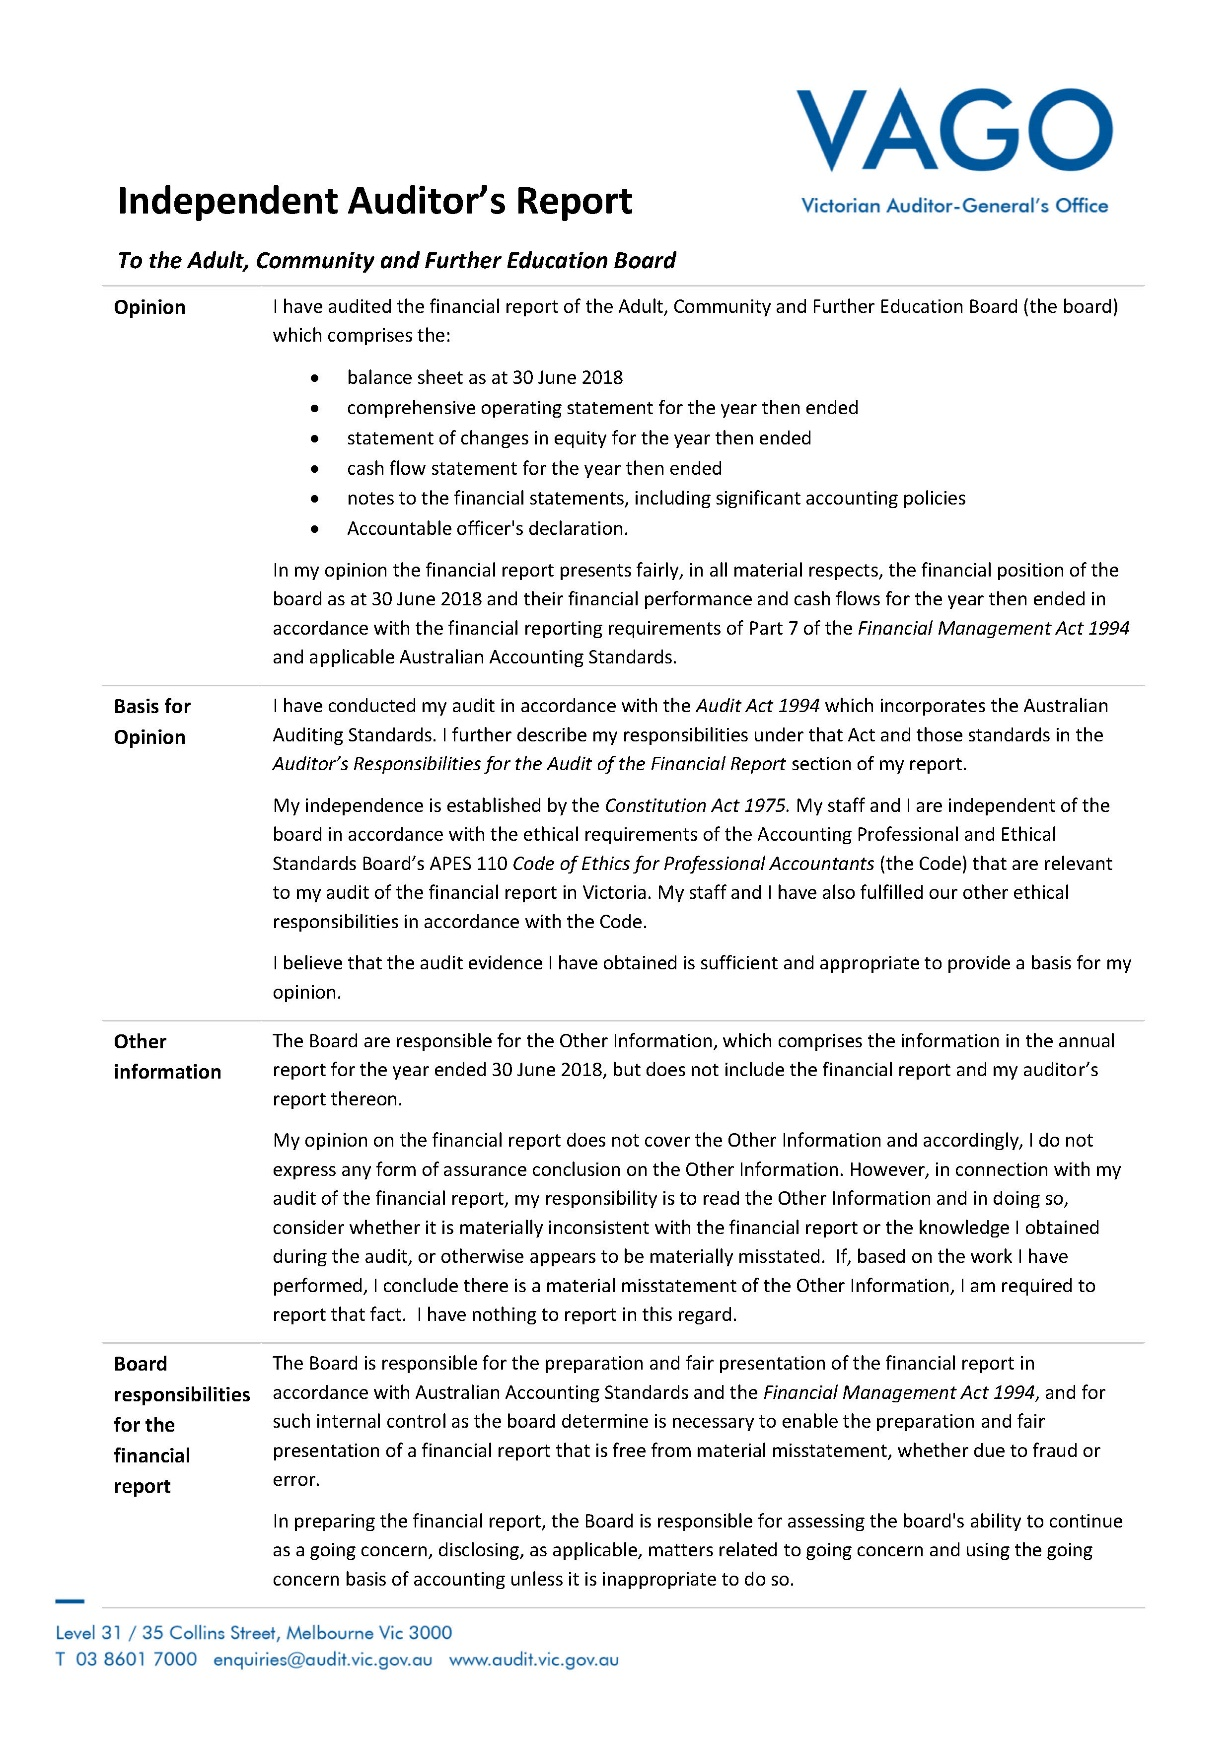 VAGO
Victorian Auditor-General's Office
Independent Auditor's Report
To the Adult, Community and Further Education Board
Opinion
I have audited the financial report of the Adult, Community and Further Education Board (the board)
which comprises the:
• balance sheet as at 30 June 2018
• comprehensive operating statement for the year then ended
• statement of changes in equity for the year then ended
• cash flow statement for the year then ended
• notes to the financial statements, including significant accounting policies
• Accountable officer's declaration.
In my opinion the financial report presents fairly, in all material respects, the financial position of the
board as at 30 June 2018 and their financial performance and cash flows for the year then ended in
accordance with the financial reporting requirements of Part 7 of the Financial Management Act 1994
and applicable Australian Accounting Standards.
Basis for
Opinion
I have conducted my audit in accordance with the Audit Act 1994 which incorporates the Australian
Auditing Standards. I further describe my responsibilities under that Act and those standards in the
Auditor's Responsibilities for the Audit of the Financial Report section of my report.
My independence is established by the Constitution Act 1975. My staff and I are independent of the
board in accordance with the ethical requirements of the Accounting Professional and Ethical
Standards Board's APES 110 Code of Ethics for Professional Accountants (the Code) that are relevant
to my audit of the financial report in Victoria. My staff and I have also fulfilled our other ethical
responsibilities in accordance with the Code.
I believe that the audit evidence I have obtained is sufficient and appropriate to provide a basis for my
opinion.
Other
information
The Board are responsible for the Other Information, which comprises the information in the annual
report for the year ended 30 June 2018, but does not include the financial report and my auditor's
report thereon.
My opinion on the financial report does not cover the Other Information and accordingly, I do not
express any form of assurance conclusion on the Other Information. However, in connection with my
audit of the financial report, my responsibility is to read the Other Information and in doing so,
consider whether it is materially inconsistent with the financial report or the knowledge I obtained
during the audit, or otherwise appears to be materially misstated. If, based on the work I have
performed, I conclude there is a material misstatement of the Other Information, I am required to
report that fact. I have nothing to report in this regard.
Board
responsibilities
for the
financial
report
The Board is responsible for the preparation and fair presentation of the financial report in
accordance with Australian Accounting Standards and the Financial Management Act 1994, and for
such internal control as the board determine is necessary to enable the preparation and fair
presentation of a financial report that is free from material misstatement, whether due to fraud or
error.
In preparing the financial report, the Board is responsible for assessing the board's ability to continue
as a going concern, disclosing, as applicable, matters related to going concern and using the going
concern basis of accounting unless it is inappropriate to do so.
Level 31 / 35 Collins Street, Melbourne Vic 3000
T 03 8601 7000 enquiries@audit.vic.gov.au www.audit.vic.gov.au